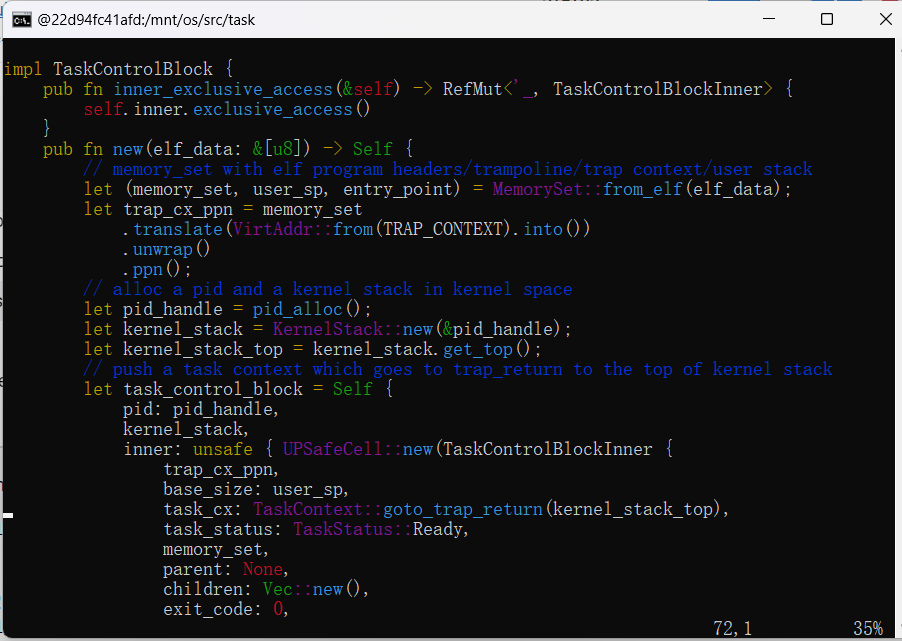 @22d94fc41afd:/mnt/os/src/task
impl TaskControlBlock {
    pub fn inner_exclusive_access(&self) -> RefMut<'_, TaskControlBlockInner> {
        self.inner.exclusive_access()
    }
    pub fn new(elf_data: &[u8]) -> Self {
        // memory_set with elf program headers/trampoline/trap context/user stack
        let (memory_set, user_sp, entry_point) = MemorySet::from_elf(elf_data);
        let trap_cx_ppn = memory_set
            .translate(VirtAddr::from(TRAP_CONTEXT).into())
            .unwrap()
            .ppn();
        // alloc a pid and a kernel stack in kernel space
        let pid_handle = pid_alloc();
        let kernel_stack = KernelStack::new(&pid_handle);
        let kernel_stack_top = kernel_stack.get_top();
        // push a task context which goes to trap_return to the top of kernel stack
        let task_control_block = Self {
            pid: pid_handle,
            kernel_stack,
            inner: unsafe { UPSafeCell::new(TaskControlBlockInner {
                trap_cx_ppn,
                base_size: user_sp,
                task_cx: TaskContext::goto_trap_return(kernel_stack_top),
                task_status: TaskStatus::Ready,
                memory_set,
                parent: None,
                children: Vec::new(),
                exit_code: 0,
72,1 35%